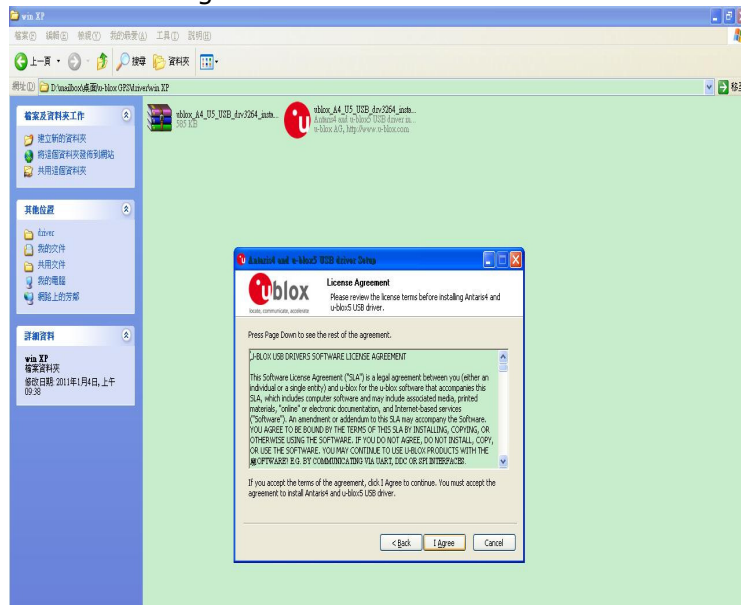 win XP
檔案(F) 編輯(E) 檢視(V) 我的最愛(A) 工具(T) 說明(H)
上一頁 搜尋 資料夾
網址(D) D:\mailbox\桌面\u-blox GPS\driver\win XP 移至
檔案及資料夾工作
建立新的資料夾
將這個資料夾發佈到網站
共用這個資料夾
其他位置
driver
我的文件
共用文件
我的電腦
網路上的芳鄰
詳細資料
win XP
檔案資料夾
修改日期: 2011年1月4日, 上午
09:38
ublox_A4_U5_USB_drv3264_insta...
585 KB
ublox_A4_U5_USB_drv3264_insta...
Antaris4 and u-blox5 USB driver in...
u-blox AG, http://www.u-blox.com
Antaris4 and u-blox5 USB driver Setup
ublox
locate, communicate, accelerate
License Agreement
Please review the license terms before installing Antaris4 and
u-blox5 USB driver.
Press Page Down to see the rest of the agreement.
U-BLOX USB DRIVERS SOFTWARE LICENSE AGREEMENT
This Software License Agreement ("SLA") is a legal agreement between you (either an
individual or a single entity) and u-blox for the u-blox software that accompanies this
SLA, which includes computer software and may include associated media, printed
materials, "online" or electronic documentation, and Internet-based services
("Software"). An amendment or addendum to this SLA may accompany the Software.
YOU AGREE TO BE BOUND BY THE TERMS OF THIS SLA BY INSTALLING, COPYING, OR
OTHERWISE USING THE SOFTWARE. IF YOU DO NOT AGREE, DO NOT INSTALL, COPY,
OR USE THE SOFTWARE. YOU MAY CONTINUE TO USE U-BLOX PRODUCTS WITH THE
OFTWARE? E.G. BY COMMUNICATING VIA UART, DDC OR SPI INTERFACES.
If you accept the terms of the agreement, click I Agree to continue. You must accept the
agreement to install Antaris4 and u-blox5 USB driver.
< Back I Agree Cancel